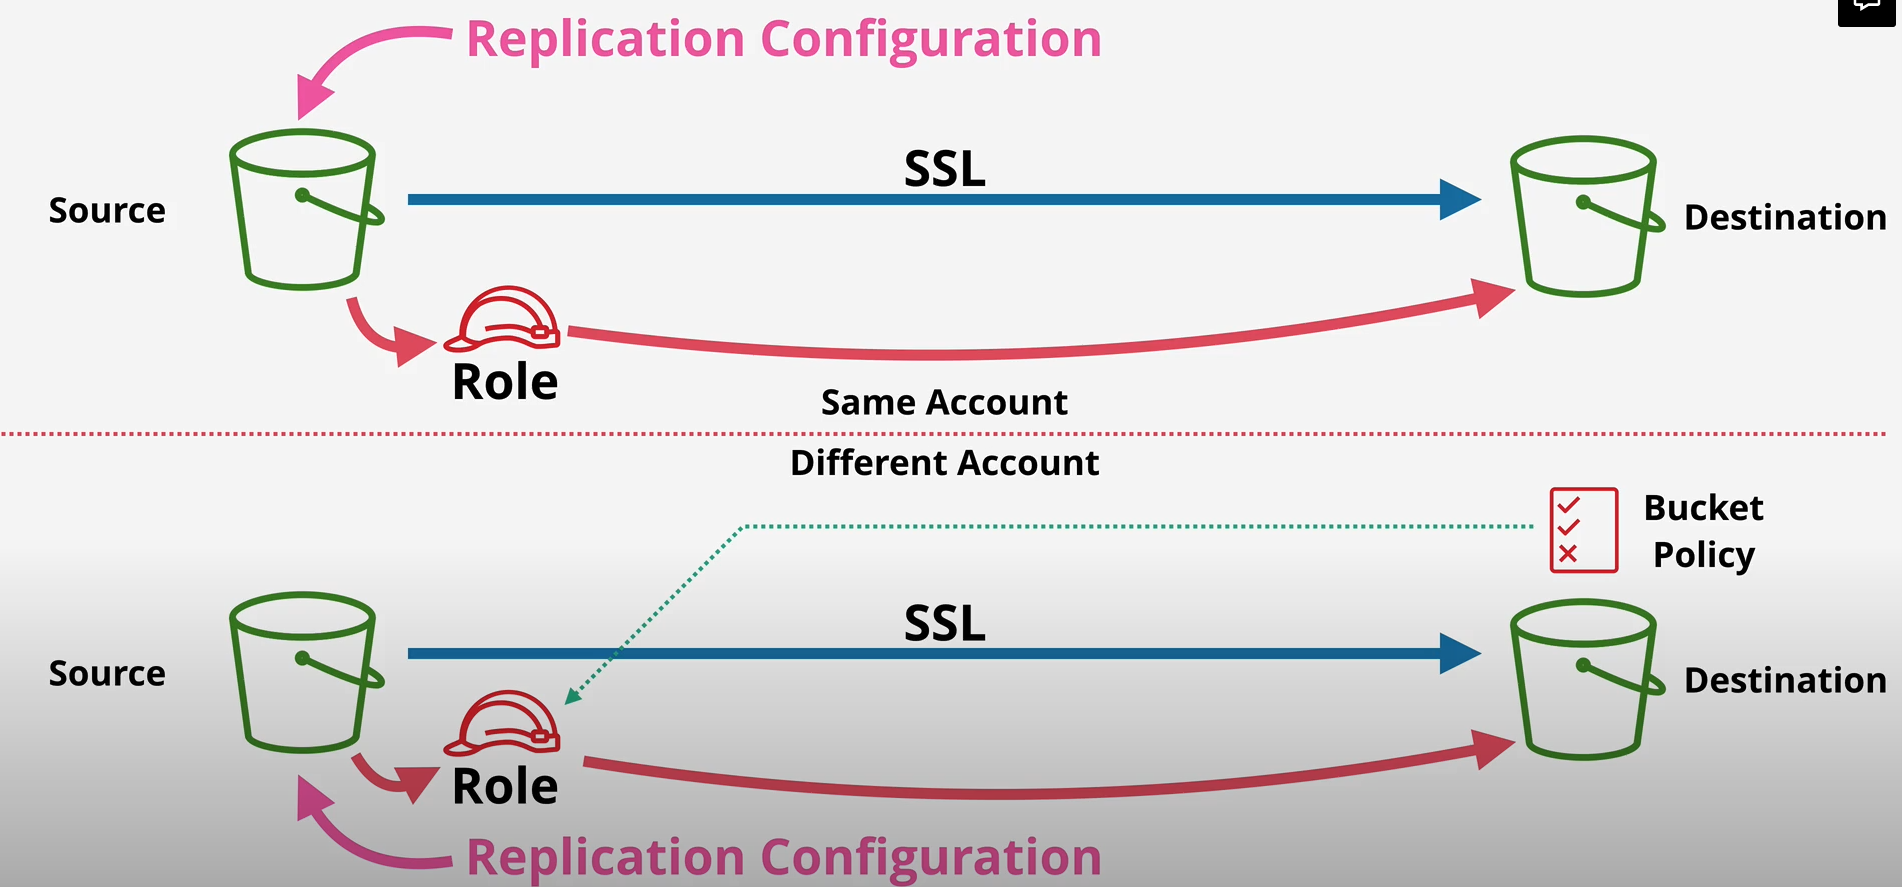 Replication Configuration
SSL
Source
Destination
Role
Same Account
Different Account
Bucket
Policy
SSL
Source
Destination
Role
Replication Configuration